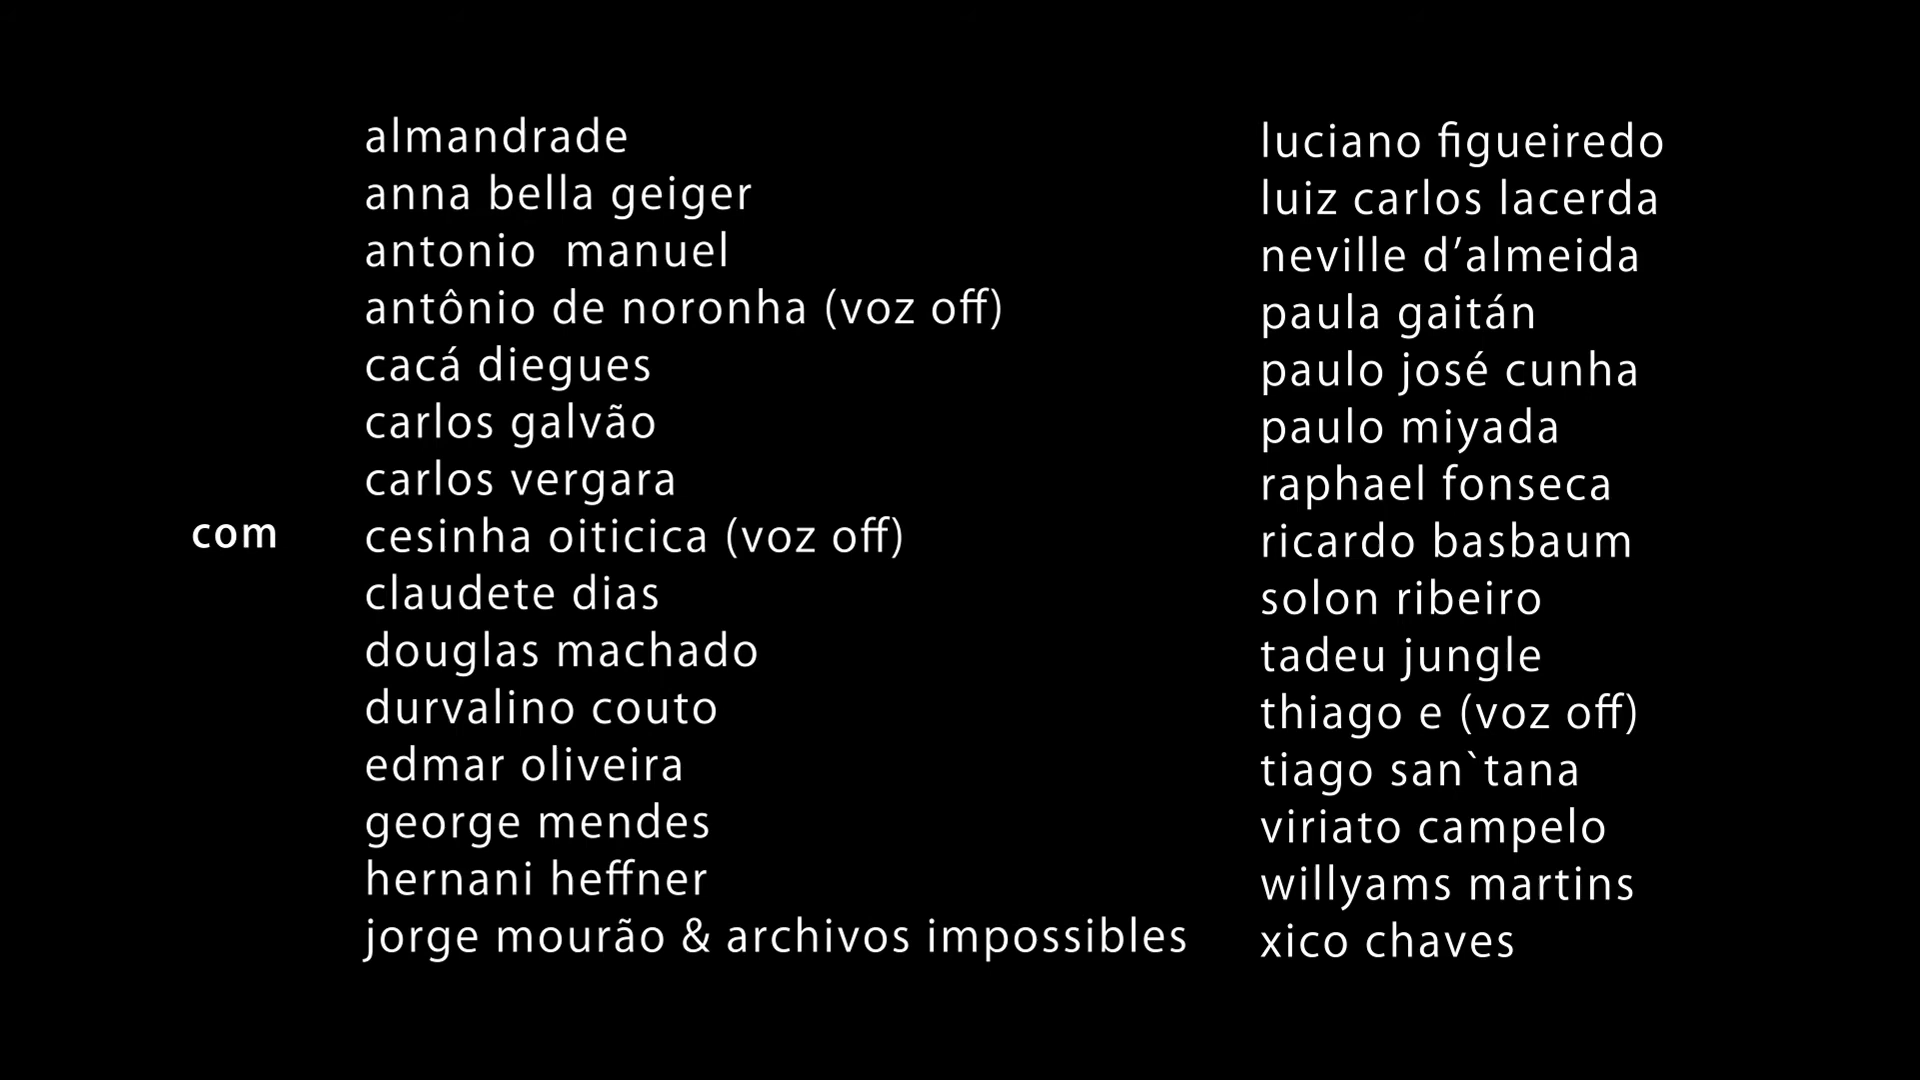 com
almandrade
anna bella geiger
antonio  manuel
antônio de noronha (voz off)
cacá diegues
carlos galvão
carlos vergara
cesinha oiticica (voz off)
claudete dias
douglas machado
durvalino couto
edmar oliveira
george mendes
hernani heffner
jorge mourão & archivos impossibles
luciano figueiredo
luiz carlos lacerda
neville d’almeida
paula gaitán
paulo josé cunha
paulo miyada
raphael fonseca
ricardo basbaum
solon ribeiro
tadeu jungle
thiago e (voz off)
tiago san`tana
viriato campelo
willyams martins
xico chaves